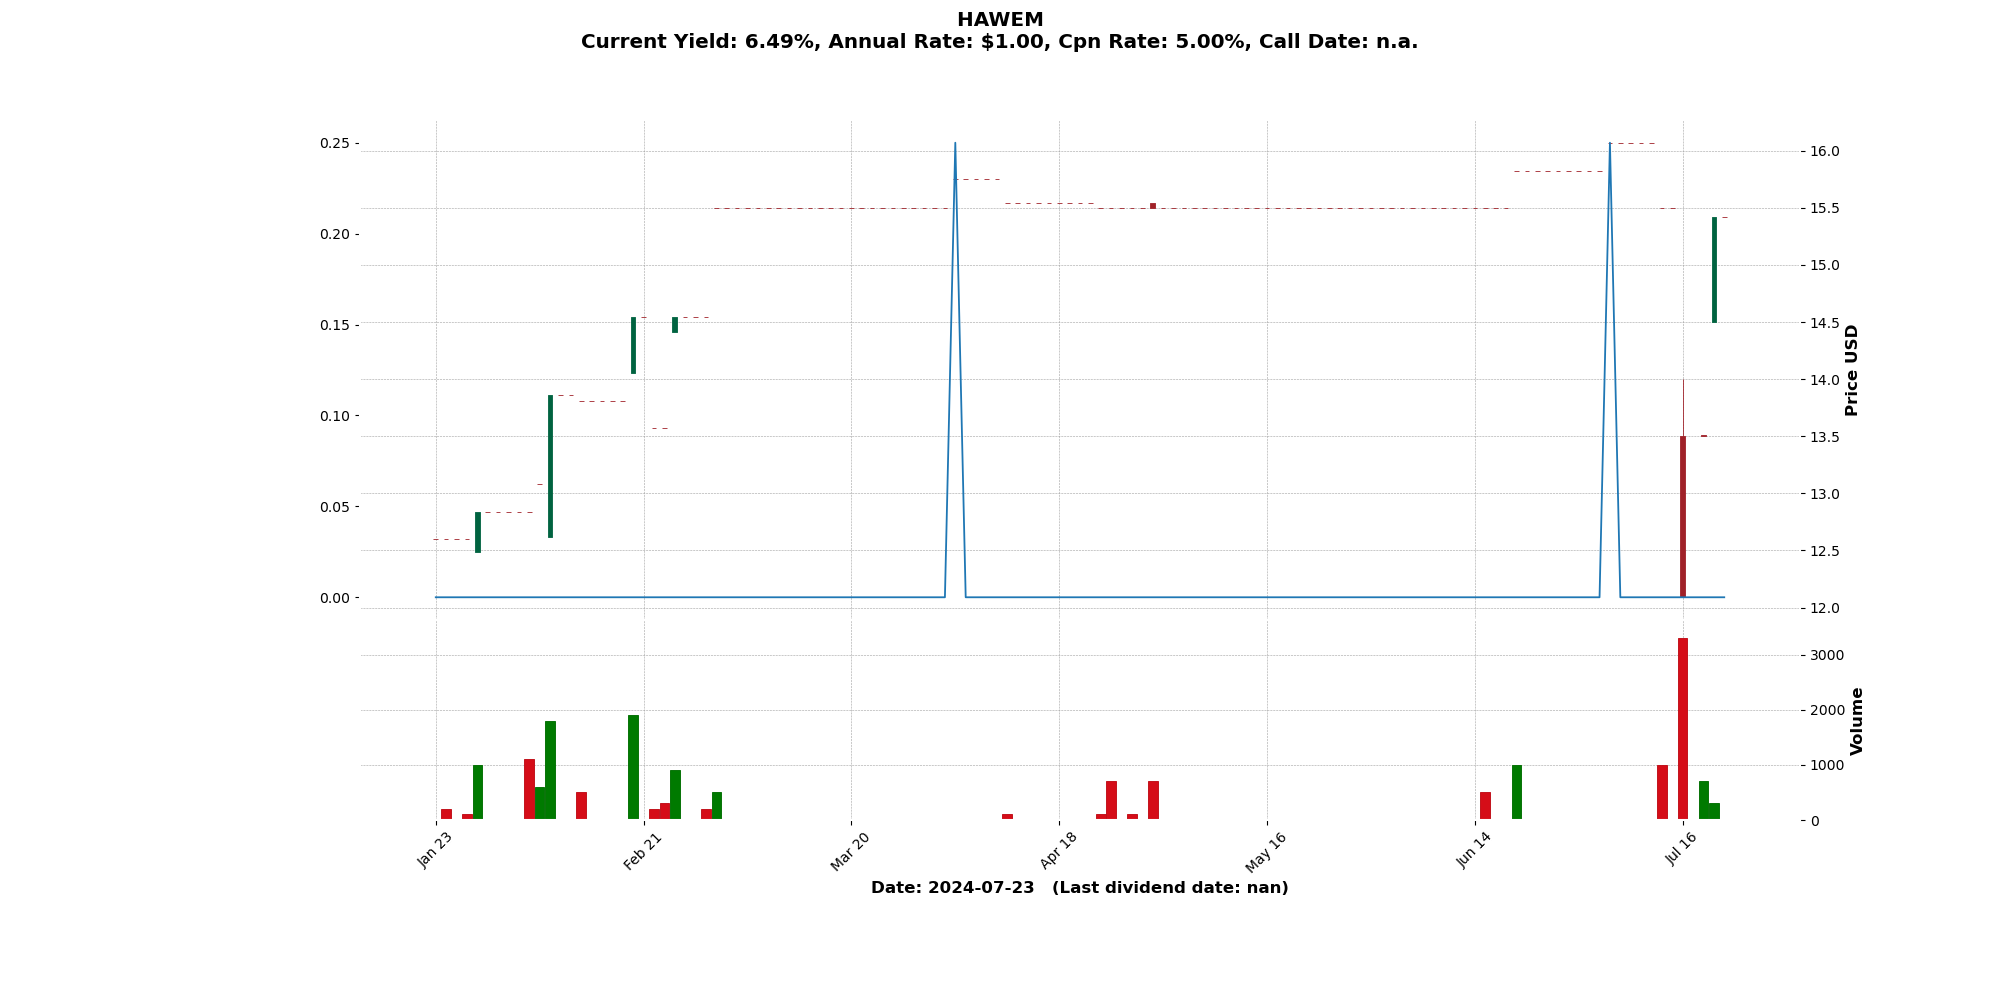 HAWEM
Current Yield: 6.49%, Annual Rate: $1.00, Cpn Rate: 5.00%, Call Date: n.a.
0.25
0.20
0.15
0.10
0.05
0.00
16.0
15.5
15.0
14.5
14.0
13.5
13.0
12.5
12.0
Price USD
3000
2000
1000
0
Volume
Jan 23
Feb 21
Mar 20
Apr 18
May 16
Jun 14
Jul 16
Date: 2024-07-23 (Last dividend date: nan)